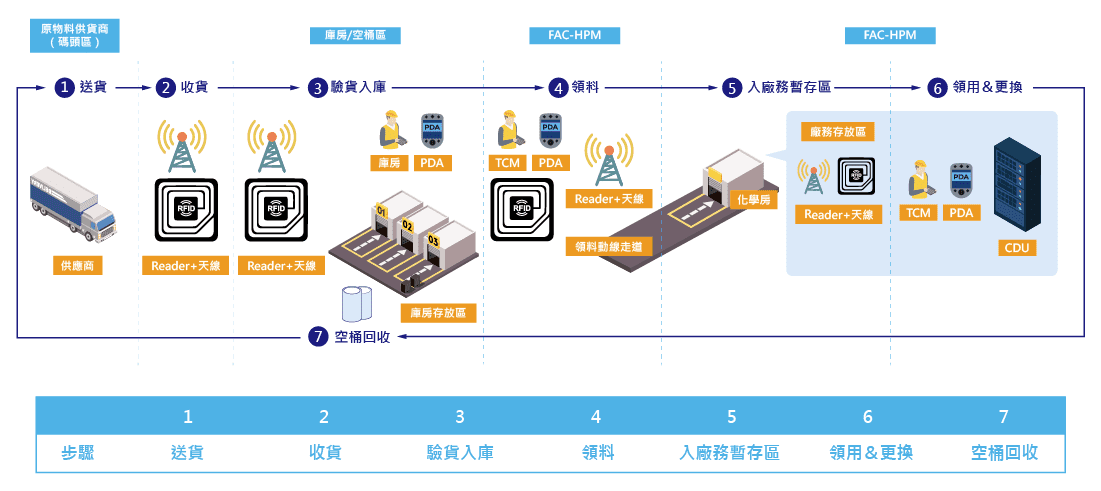 原物料供貨商
（碼頭區）
庫房/空桶區
FAC-HPM
FAC-HPM
1 送貨
2 收貨
3 驗貨入庫
4 領料
5 入廠務暫存區
6 領用＆更換
供應商
RFID
Reader+天線
RFID
Reader+天線
庫房
PDA
PDA
01
02
03
庫房存放區
TCM
PDA
PDA
RFID
Reader+天線
領料動線走道
化學房
廠務存放區
RFID
Reader+天線
TCM
PDA
PDA
CDU
7 空桶回收
1 2 3 4 5 6 7
步驟 送貨 收貨 驗貨入庫 領料 入廠務暫存區 領用＆更換 空桶回收